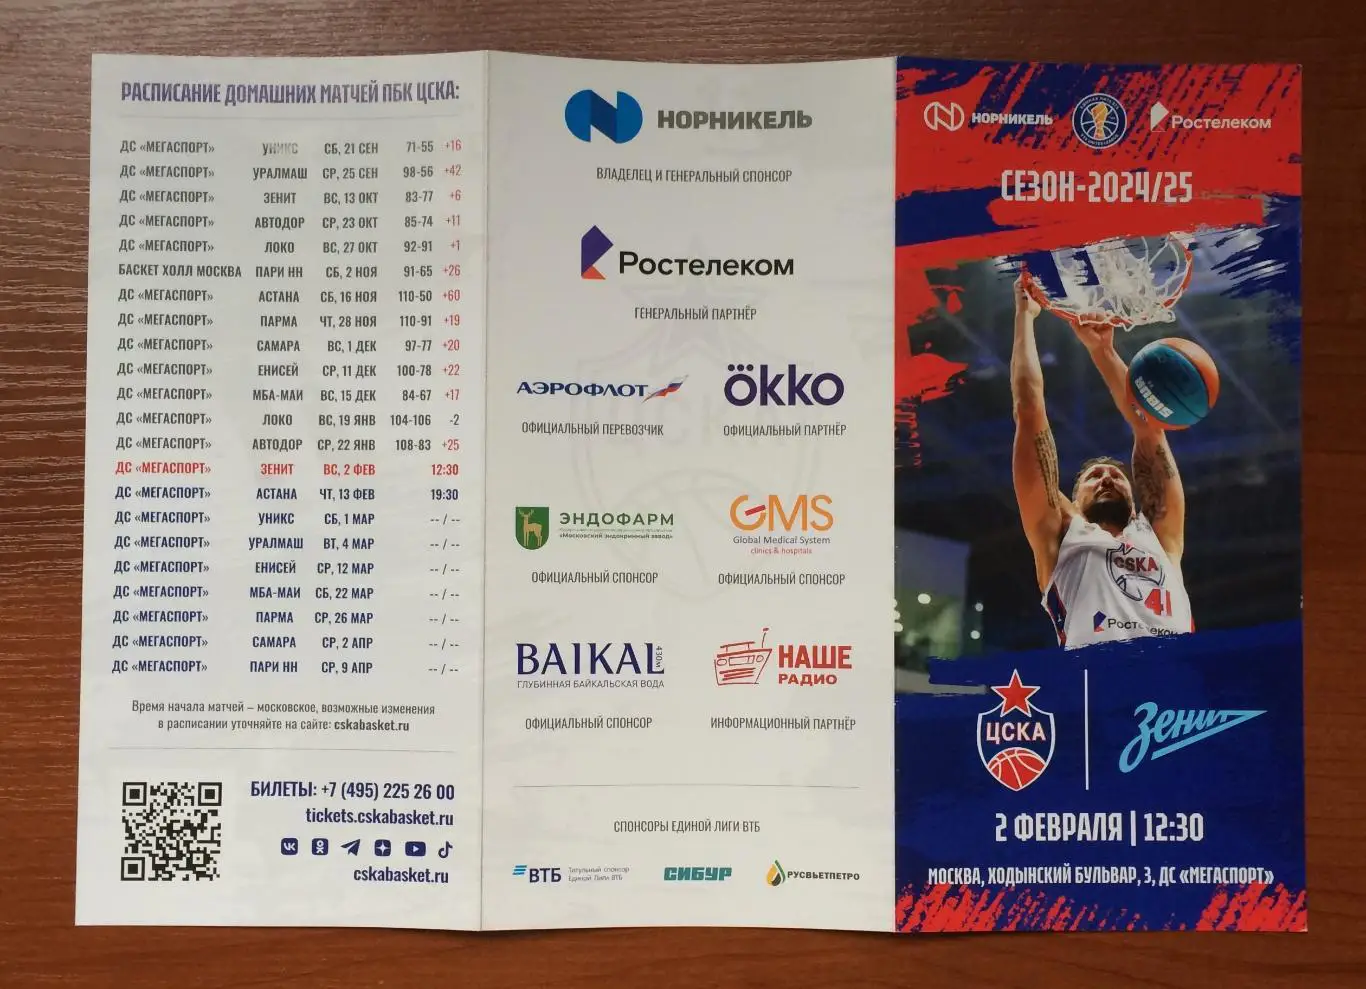 РАСПИСАНИЕ ДОМАШНИХ МАТЧЕЙ ПБК ЦСКА:
ДС «МЕГАСПОРТ» УНИКС СБ, 21 СЕН 71-55 +16
ДС «МЕГАСПОРТ» УРАЛМАШ СР, 25 СЕН 98-56 +42
ДС «МЕГАСПОРТ» ЗЕНИТ ВС, 13 ОКТ 83-77 +6
ДС «МЕГАСПОРТ» АВТОДОР СР, 23 ОКТ 85-74 +11
ДС «МЕГАСПОРТ» ЛОКО ВС, 27 ОКТ 92-91 +1
БАСКЕТ ХОЛЛ МОСКВА ПАРИ НН СБ, 2 НОЯ 91-65 +26
ДС «МЕГАСПОРТ» АСТАНА СБ, 16 НОЯ 110-50 +60
ДС «МЕГАСПОРТ» ПАРМА ЧТ, 28 НОЯ 110-91 +19
ДС «МЕГАСПОРТ» САМАРА ВС, 1 ДЕК 97-77 +20
ДС «МЕГАСПОРТ» ЕНИСЕЙ СР, 11 ДЕК 100-78 +22
ДС «МЕГАСПОРТ» МБА-МАИ ВС, 15 ДЕК 84-67 +17
ДС «МЕГАСПОРТ» ЛОКО ВС, 19 ЯНВ 104-106 -2
ДС «МЕГАСПОРТ» АВТОДОР СР, 22 ЯНВ 108-83 +25
ДС «МЕГАСПОРТ» ЗЕНИТ ВС, 2 ФЕВ 12:30
ДС «МЕГАСПОРТ» АСТАНА ЧТ, 13 ФЕВ 19:30
ДС «МЕГАСПОРТ» УНИКС СБ, 1 МАР -- / --
ДС «МЕГАСПОРТ» УРАЛМАШ ВТ, 4 МАР -- / --
ДС «МЕГАСПОРТ» ЕНИСЕЙ СР, 12 МАР -- / --
ДС «МЕГАСПОРТ» МБА-МАИ СБ, 22 МАР -- / --
ДС «МЕГАСПОРТ» ПАРМА СР, 26 МАР -- / --
ДС «МЕГАСПОРТ» САМАРА СР, 2 АПР -- / --
ДС «МЕГАСПОРТ» ПАРИ НН СР, 9 АПР -- / --
Время начала матчей – московское, возможные изменения
в расписании уточняйте на сайте: cskabasket.ru
БИЛЕТЫ: +7 (495) 225 26 00
tickets.cskabasket.ru
cskabasket.ru
НОРНИКЕЛЬ
ВЛАДЕЛЕЦ И ГЕНЕРАЛЬНЫЙ СПОНСОР
Ростелеком
ГЕНЕРАЛЬНЫЙ ПАРТНЁР
АЭРОФЛОТ
ОФИЦИАЛЬНЫЙ ПЕРЕВОЗЧИК
ÖKKO
ОФИЦИАЛЬНЫЙ ПАРТНЁР
ЦСКА
ЭНДОФАРМ
«Московский эндокринный завод»
ОФИЦИАЛЬНЫЙ СПОНСОР
GMS
Global Medical System
clinics & hospitals
ОФИЦИАЛЬНЫЙ СПОНСОР
BAIKAL 430м
ГЛУБИННАЯ БАЙКАЛЬСКАЯ ВОДА
ОФИЦИАЛЬНЫЙ СПОНСОР
НАШЕ
РАДИО
ИНФОРМАЦИОННЫЙ ПАРТНЁР
СПОНСОРЫ ЕДИНОЙ ЛИГИ ВТБ
ВТБ
Титульный спонсор
Единой Лиги ВТБ
СИБУР
РУСВЬЕТПЕТРО
НОРНИКЕЛЬ
Ростелеком
СЕЗОН-2024/25
SIBUR
CSKA
41
Ростелеком
ЦСКА
Зенит
2 ФЕВРАЛЯ | 12:30
МОСКВА, ХОДЫНСКИЙ БУЛЬВАР, 3, ДС «МЕГАСПОРТ»